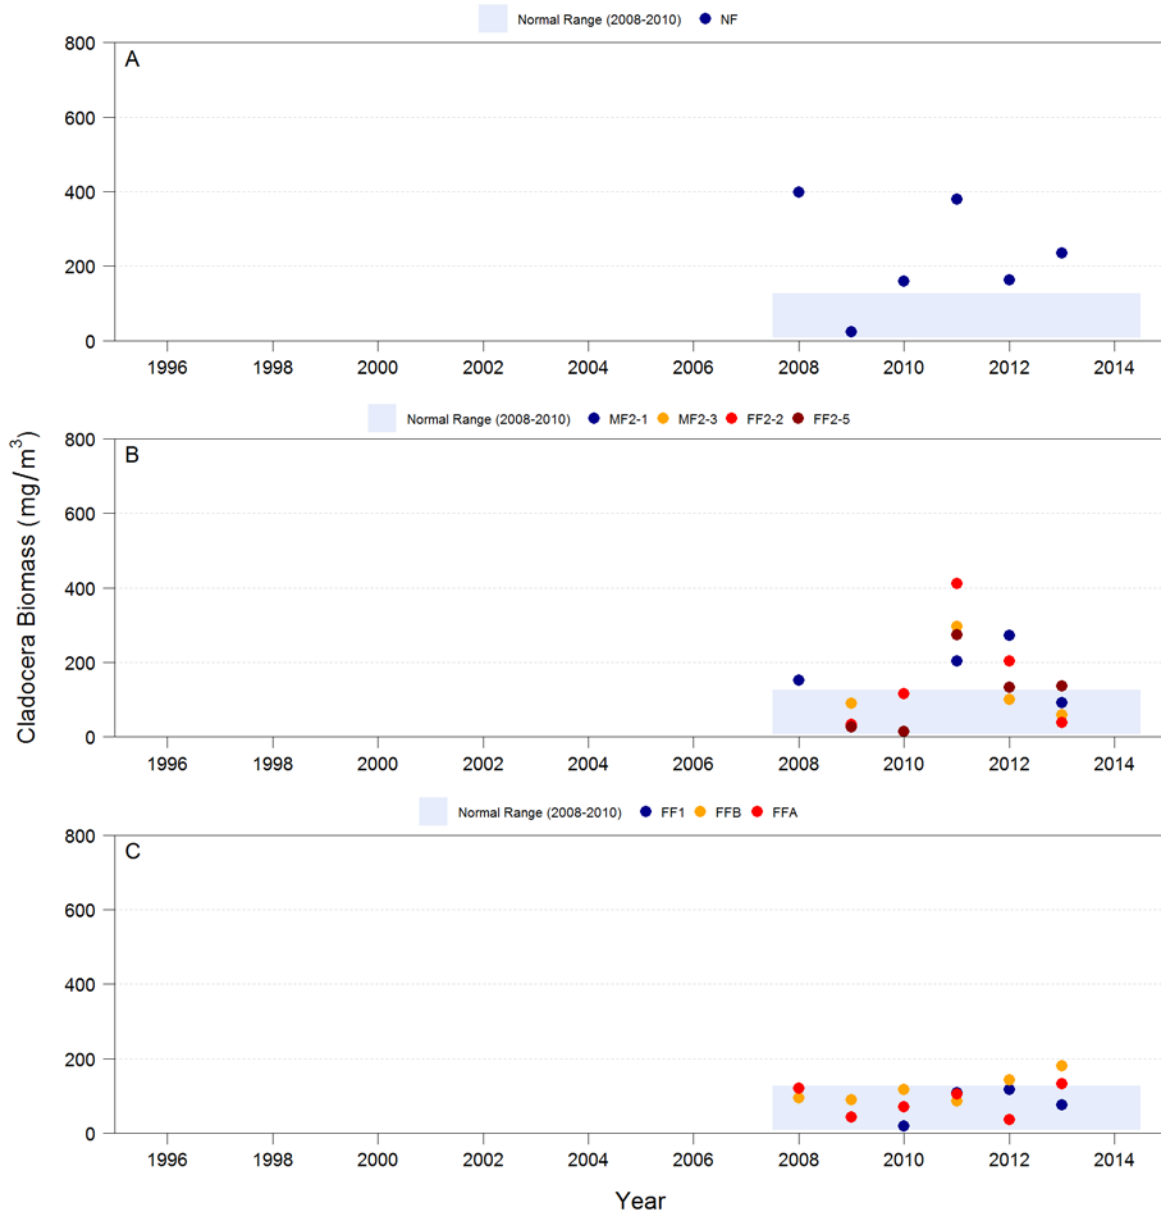 Normal Range (2008-2010) NF
A
800
600
400
200
0
1996 1998 2000 2002 2004 2006 2008 2010 2012 2014
Normal Range (2008-2010) MF2-1 MF2-3 FF2-2 FF2-5
B
800
600
400
200
0
1996 1998 2000 2002 2004 2006 2008 2010 2012 2014
Cladocera Biomass (mg/m³)
Normal Range (2008-2010) FF1 FFB FFA
C
800
600
400
200
0
1996 1998 2000 2002 2004 2006 2008 2010 2012 2014
Year